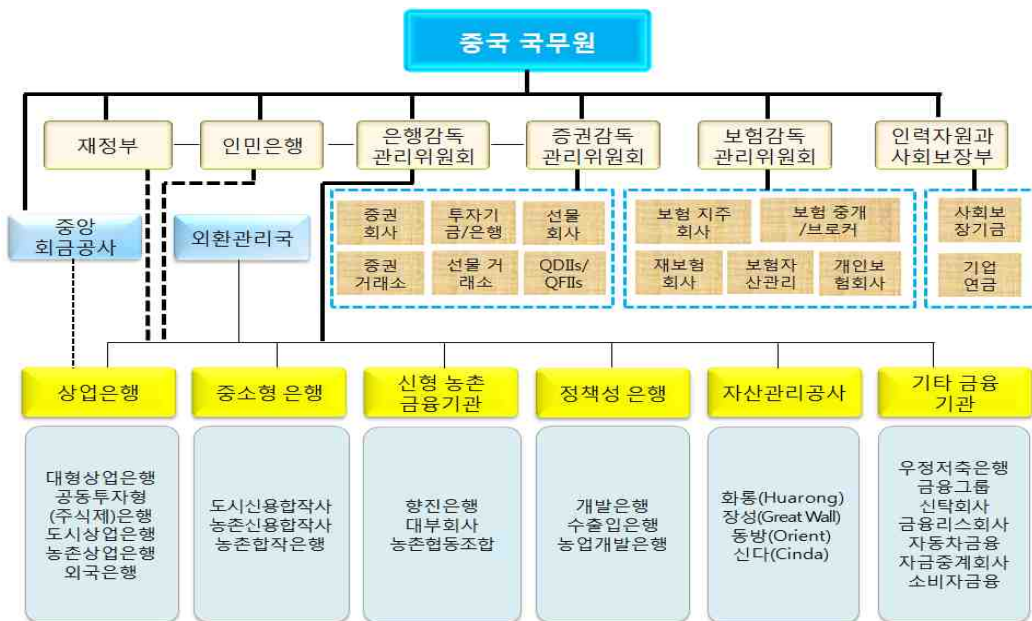 중국 국무원
재정부
인민은행
은행감독
관리위원회
증권감독
관리위원회
보험감독
관리위원회
인력자원과
사회보장부
중앙
회금공사
외환관리국
증권
회사
투자기
금/은행
선물
회사
증권
거래소
선물 거
래소
QDIIs/
QFIIs
보험 지주
회사
보험 중개
/브로커
재보험
회사
보험자
산관리
개인보
험회사
사회보
장기금
기업
연금
상업은행
중소형 은행
신형 농촌
금융기관
정책성 은행
자산관리공사
기타 금융
기관
대형상업은행
공동투자형
(주식제)은행
도시상업은행
농촌상업은행
외국은행
도시신용합작사
농촌신용합작사
농촌합작은행
향진은행
대부회사
농촌협동조합
개발은행
수출입은행
농업개발은행
화룽(Huarong)
장성(Great Wall)
동방(Orient)
신다(Cinda)
우정저축은행
금융그룹
신탁회사
금융리스회사
자동차금융
자금중계회사
소비자금융